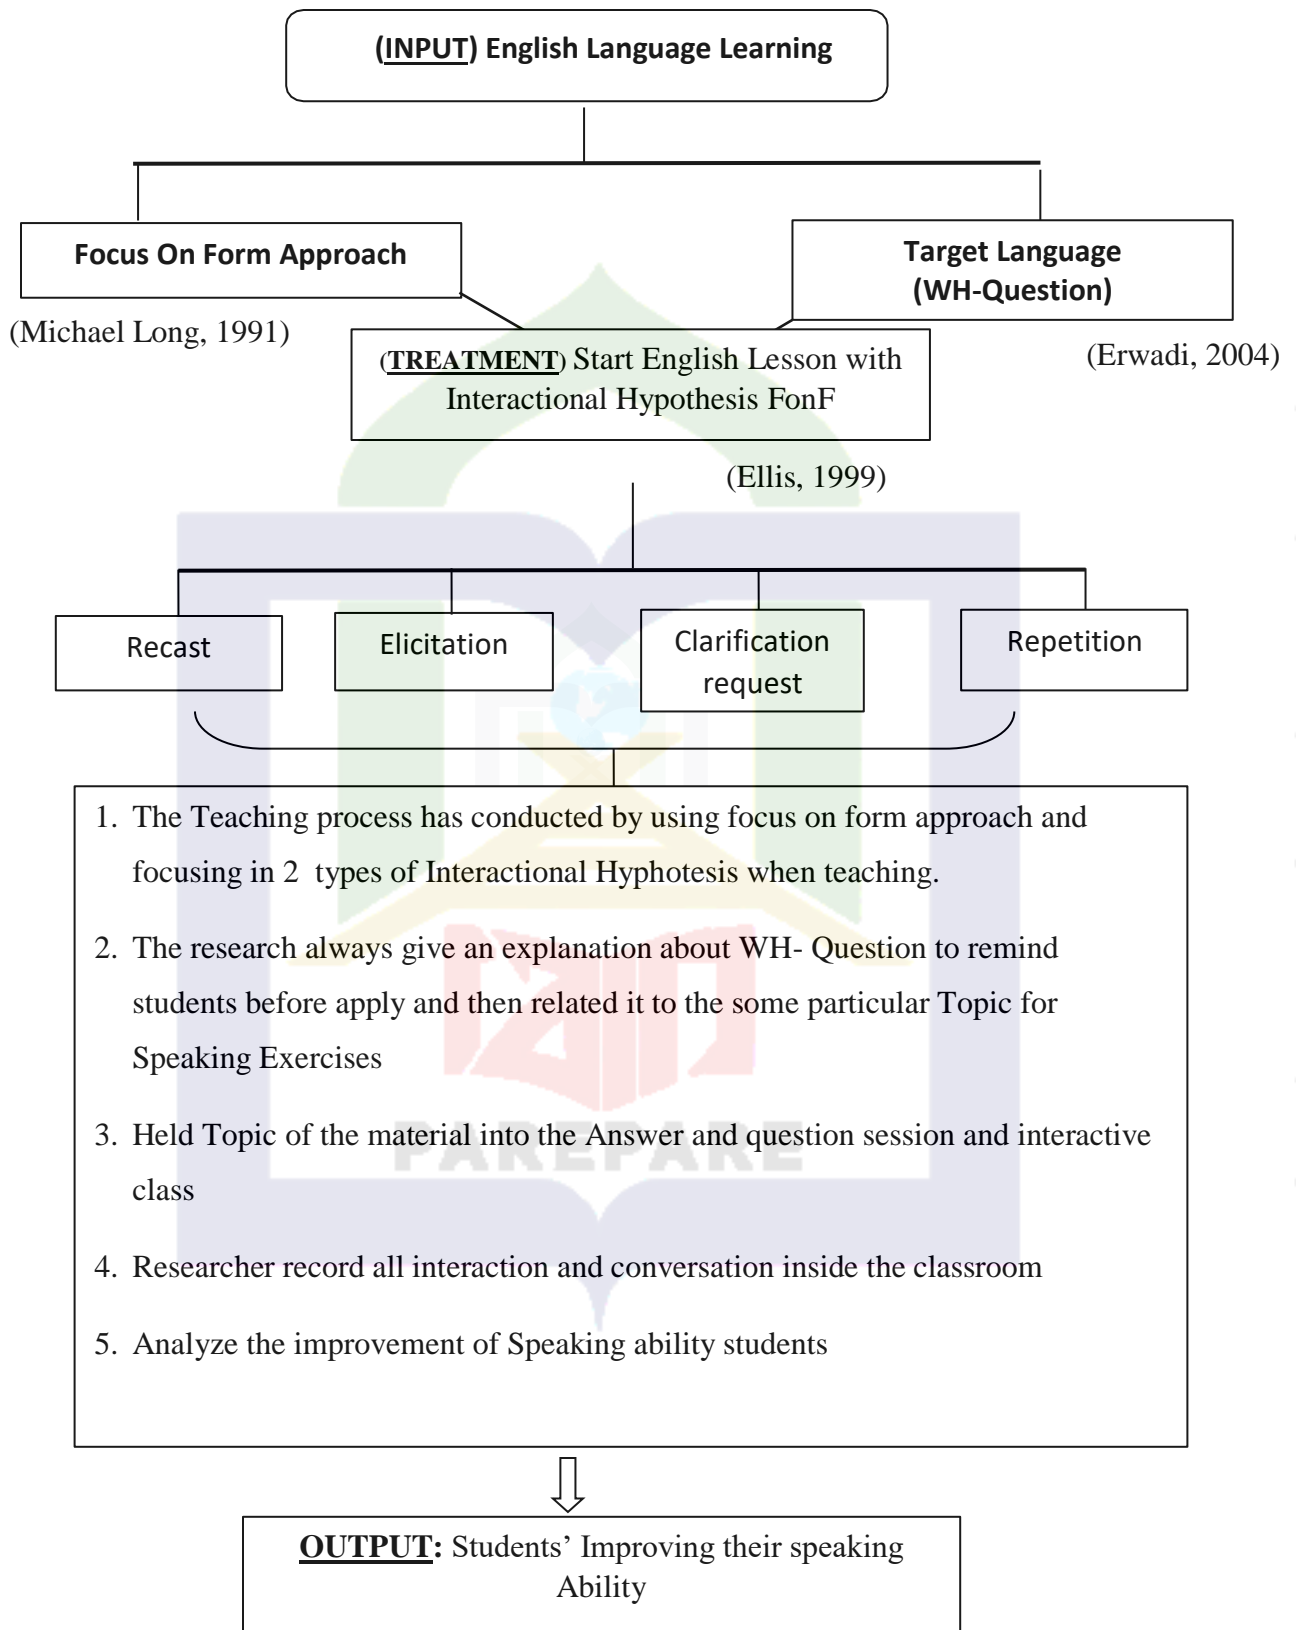 (INPUT) English Language Learning
Focus On Form Approach
Target Language
(WH-Question)
(Michael Long, 1991)
(Erwadi, 2004)
(TREATMENT) Start English Lesson with
Interactional Hypothesis FonF
(Ellis, 1999)
Recast
Elicitation
Clarification
request
Repetition
1. The Teaching process has conducted by using focus on form approach and
focusing in 2 types of Interactional Hyphotesis when teaching.
2. The research always give an explanation about WH- Question to remind
students before apply and then related it to the some particular Topic for
Speaking Exercises
3. Held Topic of the material into the Answer and question session and interactive
class
4. Researcher record all interaction and conversation inside the classroom
5. Analyze the improvement of Speaking ability students
PAREPARE
OUTPUT: Students’ Improving their speaking
Ability